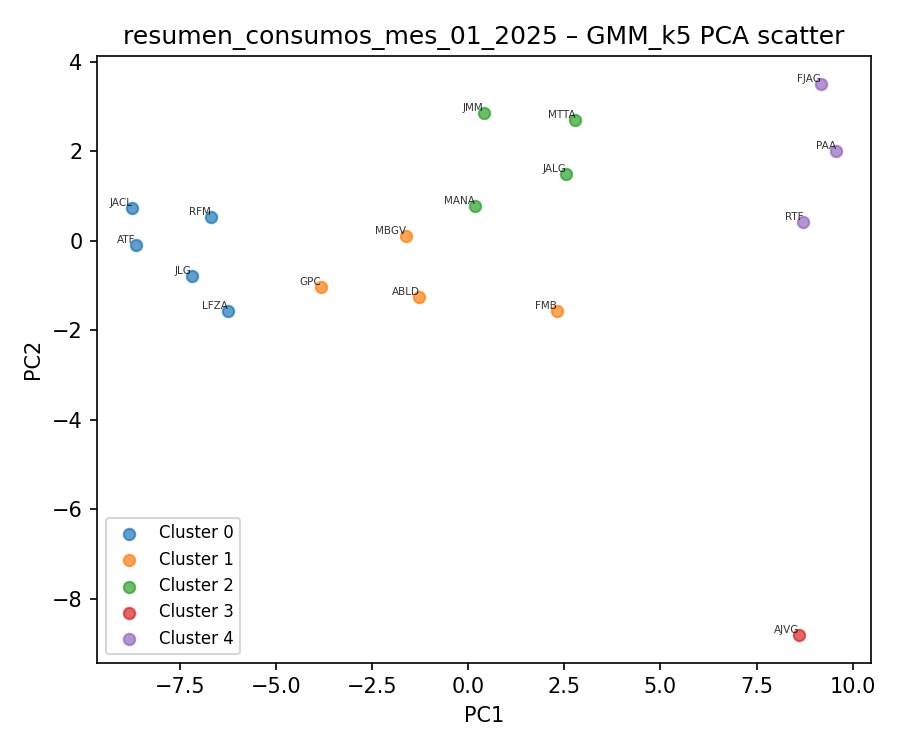 resumen_consumos_mes_01_2025 – GMM_k5 PCA scatter
4
2
0
−2
−4
−6
−8
PC2
FJAG
PAA
RTF
JMM
MTTA
JALG
MANA
JACL
RFM
ATF
JLG
LFZA
MBGV
GPC
ABLD
FMB
AJVG
Cluster 0
Cluster 1
Cluster 2
Cluster 3
Cluster 4
−7.5
−5.0
−2.5
0.0
2.5
5.0
7.5
10.0
PC1